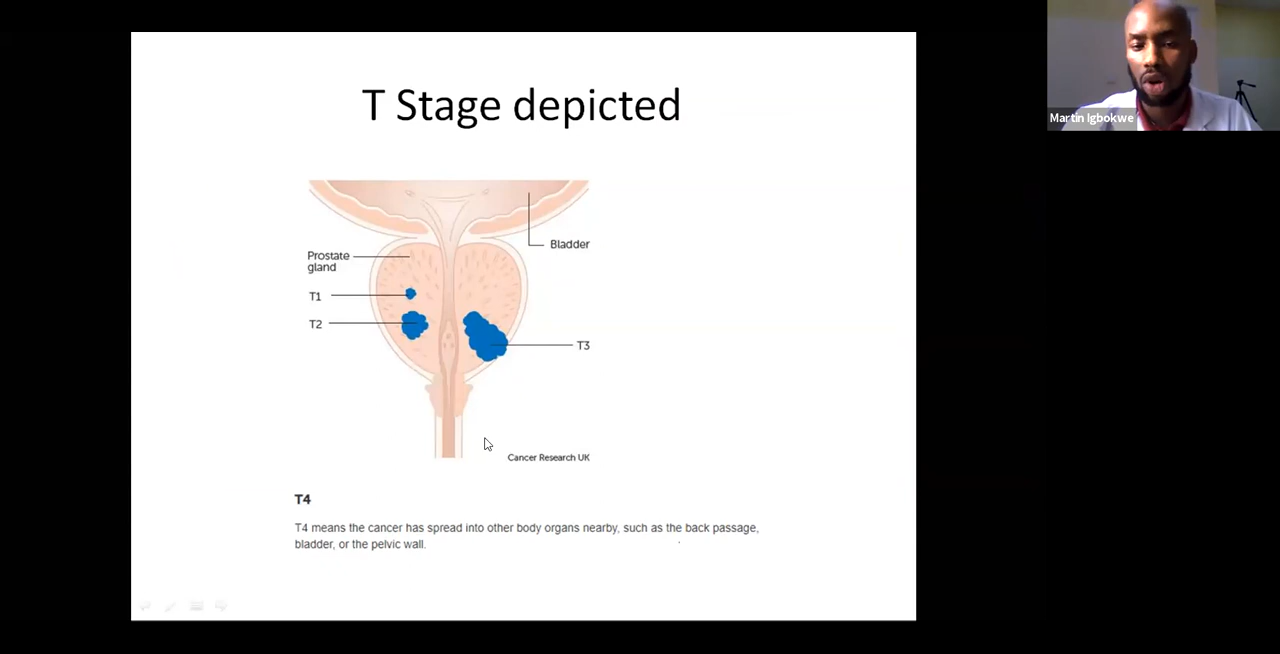 T Stage depicted
Martin Igbokwe
Bladder
Prostate
gland
T1
T2
T3
Cancer Research UK
T4
T4 means the cancer has spread into other body organs nearby, such as the back passage,
bladder, or the pelvic wall.